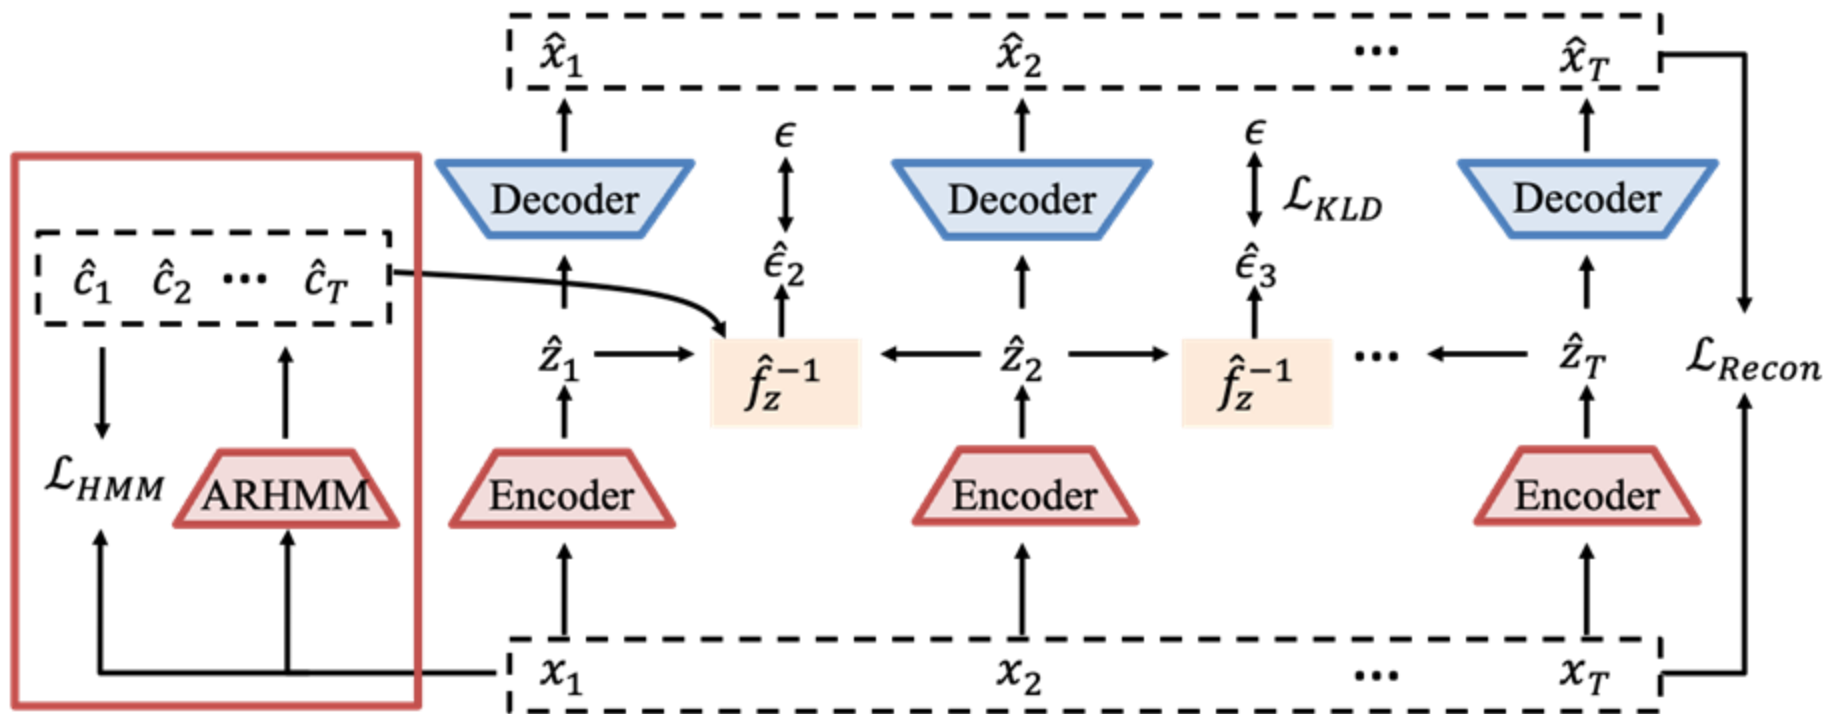 x̂₁ x̂₂ ⋯ x̂_T
ϵ ϵ
Decoder Decoder ℒ_KLD Decoder
ĉ₁ ĉ₂ ⋯ ĉ_T ϵ̂₂ ϵ̂₃
ẑ₁ f̂_z⁻¹ ẑ₂ f̂_z⁻¹ ⋯ ẑ_T ℒ_Recon
ℒ_HMM ARHMM Encoder Encoder Encoder
x₁ x₂ ⋯ x_T